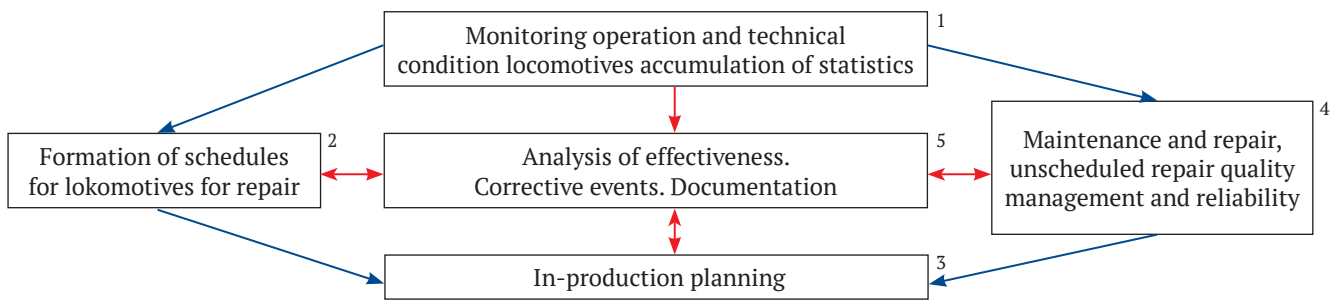 1
Monitoring operation and technical
condition locomotives accumulation of statistics
2
Formation of schedules
for lokomotives for repair
5
Analysis of effectiveness.
Corrective events. Documentation
4
Maintenance and repair,
unscheduled repair quality
management and reliability
3
In-production planning